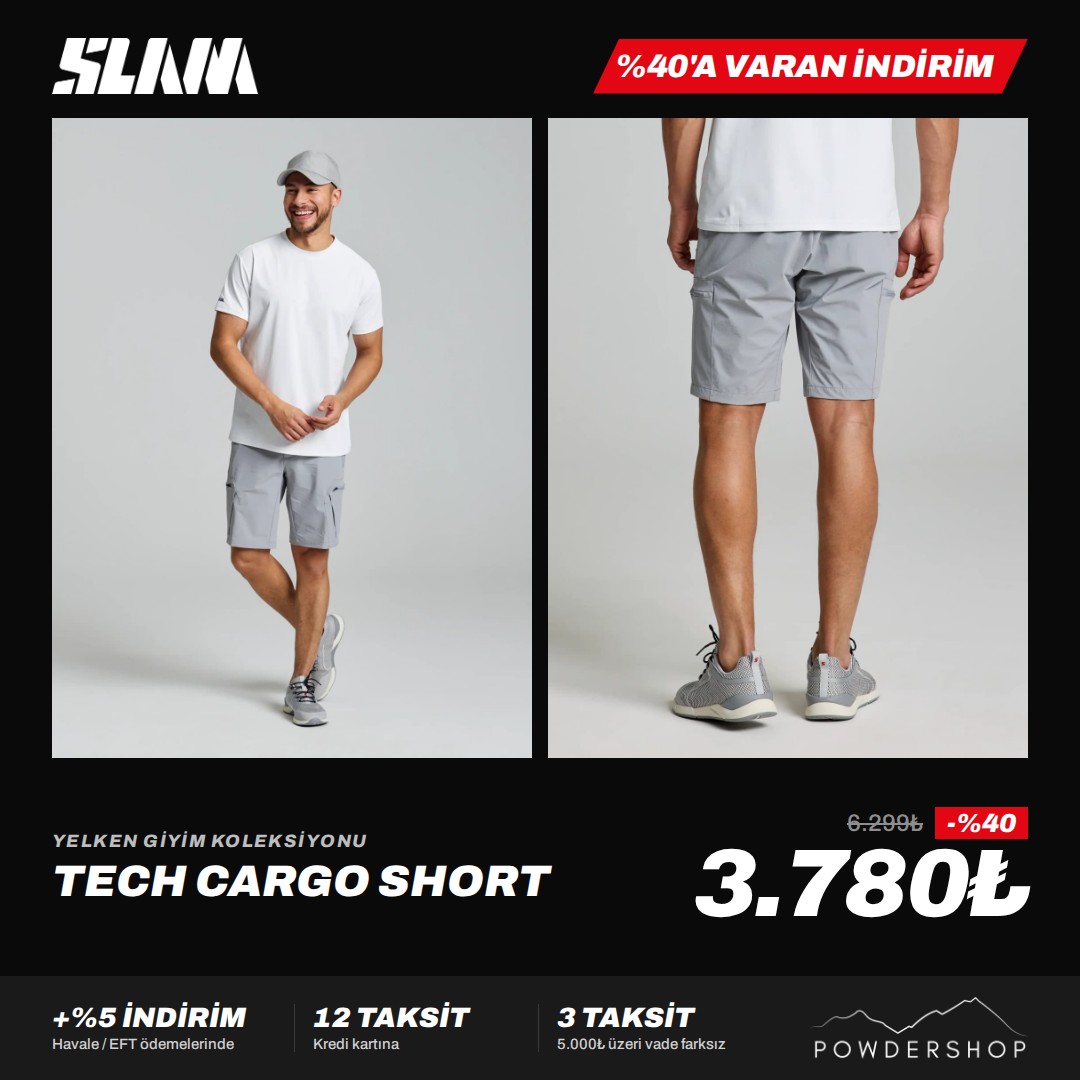 SLAM
%40'A VARAN İNDİRİM
YELKEN GİYİM KOLEKSİYONU
TECH CARGO SHORT
6.299₺ -%40
3.780₺
+%5 İNDİRİM
Havale / EFT ödemelerinde
12 TAKSİT
Kredi kartına
3 TAKSİT
5.000₺ üzeri vade farksız
POWDERSHOP